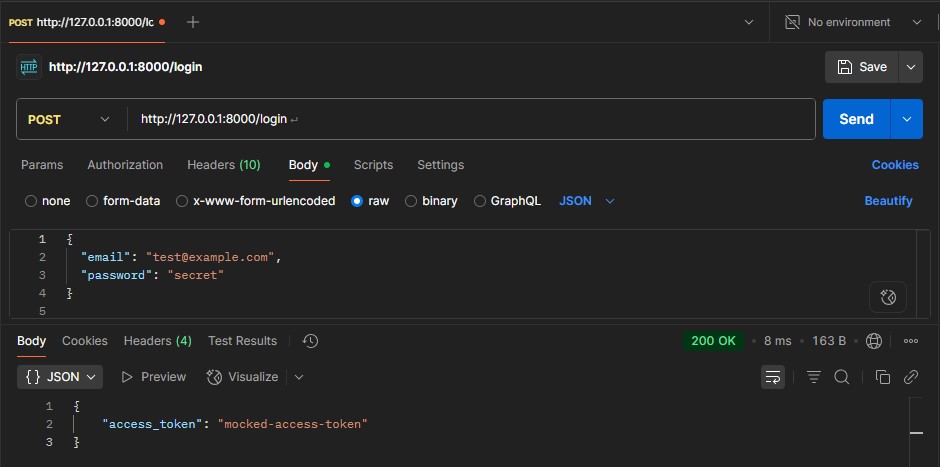 POST http://127.0.0.1:8000/lc
No environment
HTTP http://127.0.0.1:8000/login
Save
POST http://127.0.0.1:8000/login ↵
Send
Params Authorization Headers (10) Body Scripts Settings Cookies
none form-data x-www-form-urlencoded raw binary GraphQL JSON Beautify
1 {
2 "email": "test@example.com",
3 "password": "secret"
4 }
5
Body Cookies Headers (4) Test Results 200 OK • 8 ms • 163 B
{} JSON Preview Visualize
1 {
2 "access_token": "mocked-access-token"
3 }